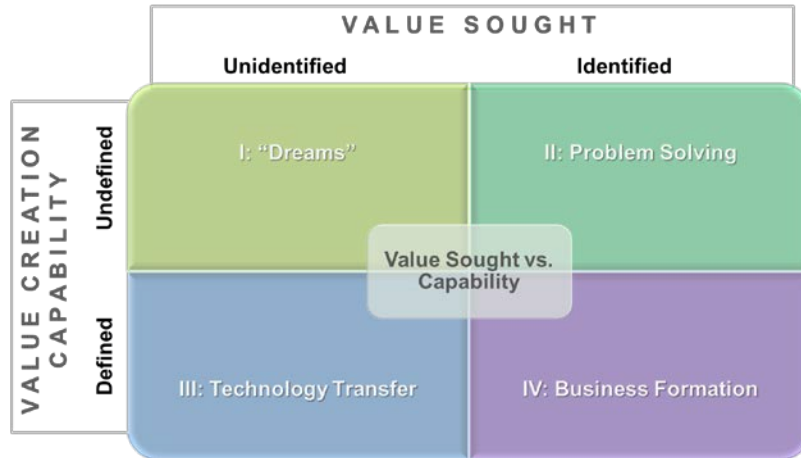 VALUE SOUGHT
Unidentified
Identified
VALUE CREATION
CAPABILITY
Undefined
Defined
I: “Dreams”
II: Problem Solving
Value Sought vs.
Capability
III: Technology Transfer
IV: Business Formation